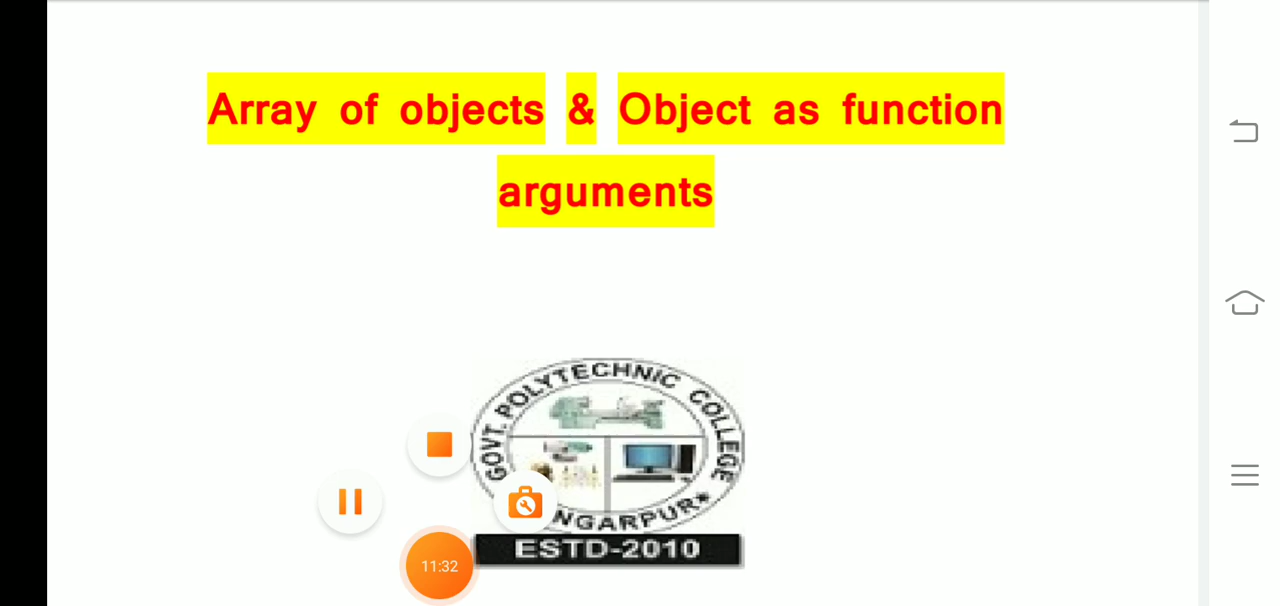 Array of objects & Object as function
arguments
GOVT. POLYTECHNIC COLLEGE
NGARPUR★
ESTD-2010
11:32